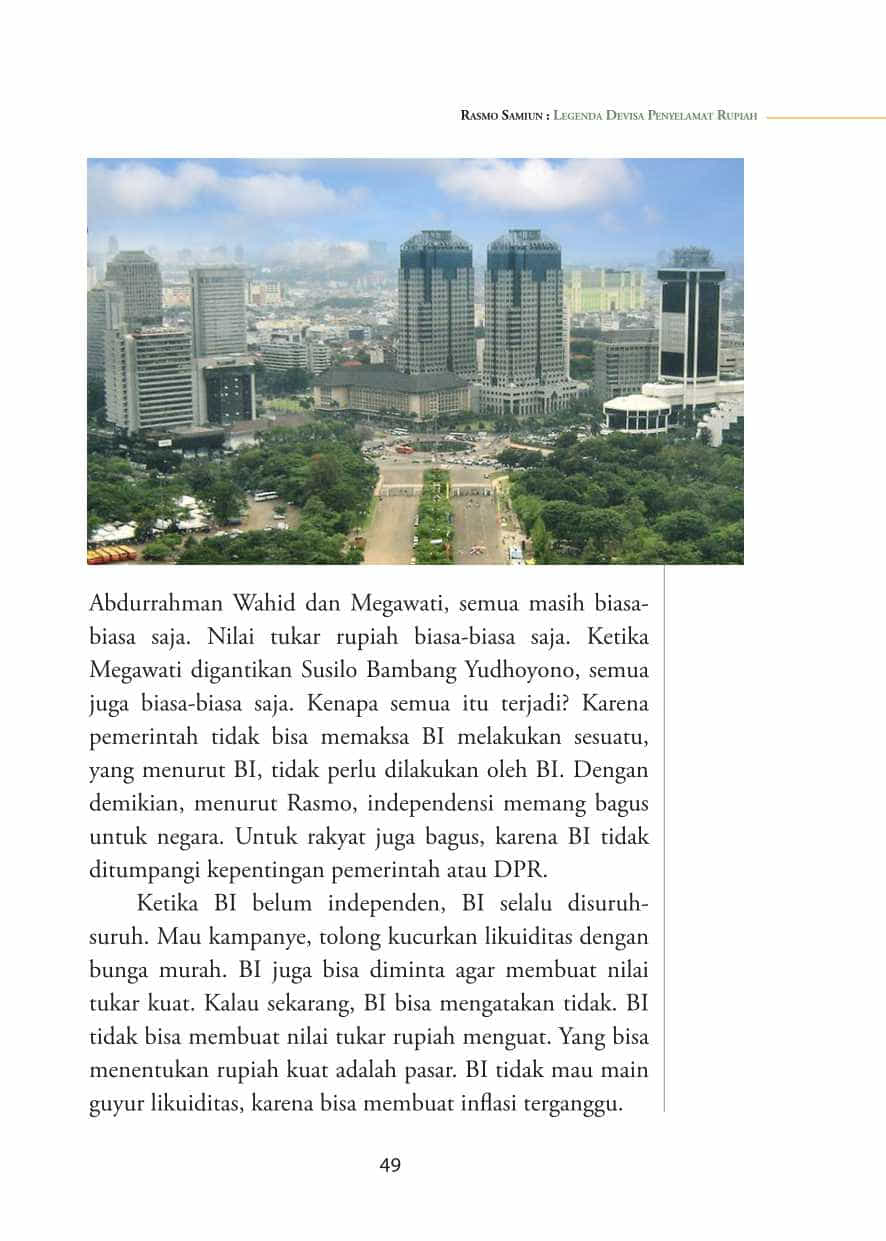 Rasmo Samiun : Legenda Devisa Penyelamat Rupiah
Abdurrahman Wahid dan Megawati, semua masih biasa-
biasa saja. Nilai tukar rupiah biasa-biasa saja. Ketika
Megawati digantikan Susilo Bambang Yudhoyono, semua
juga biasa-biasa saja. Kenapa semua itu terjadi? Karena
pemerintah tidak bisa memaksa BI melakukan sesuatu,
yang menurut BI, tidak perlu dilakukan oleh BI. Dengan
demikian, menurut Rasmo, independensi memang bagus
untuk negara. Untuk rakyat juga bagus, karena BI tidak
ditumpangi kepentingan pemerintah atau DPR.
Ketika BI belum independen, BI selalu disuruh-
suruh. Mau kampanye, tolong kucurkan likuiditas dengan
bunga murah. BI juga bisa diminta agar membuat nilai
tukar kuat. Kalau sekarang, BI bisa mengatakan tidak. BI
tidak bisa membuat nilai tukar rupiah menguat. Yang bisa
menentukan rupiah kuat adalah pasar. BI tidak mau main
guyur likuiditas, karena bisa membuat inflasi terganggu.
49